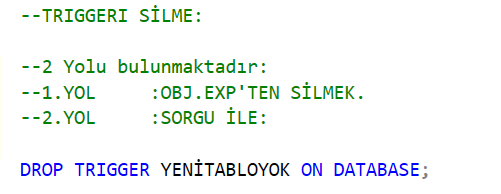 --TRIGGERI SİLME:
--2 Yolu bulunmaktadır:
--1.YOL :OBJ.EXP'TEN SİLMEK.
--2.YOL :SORGU İLE:
DROP TRIGGER YENİTABLOYOK ON DATABASE;